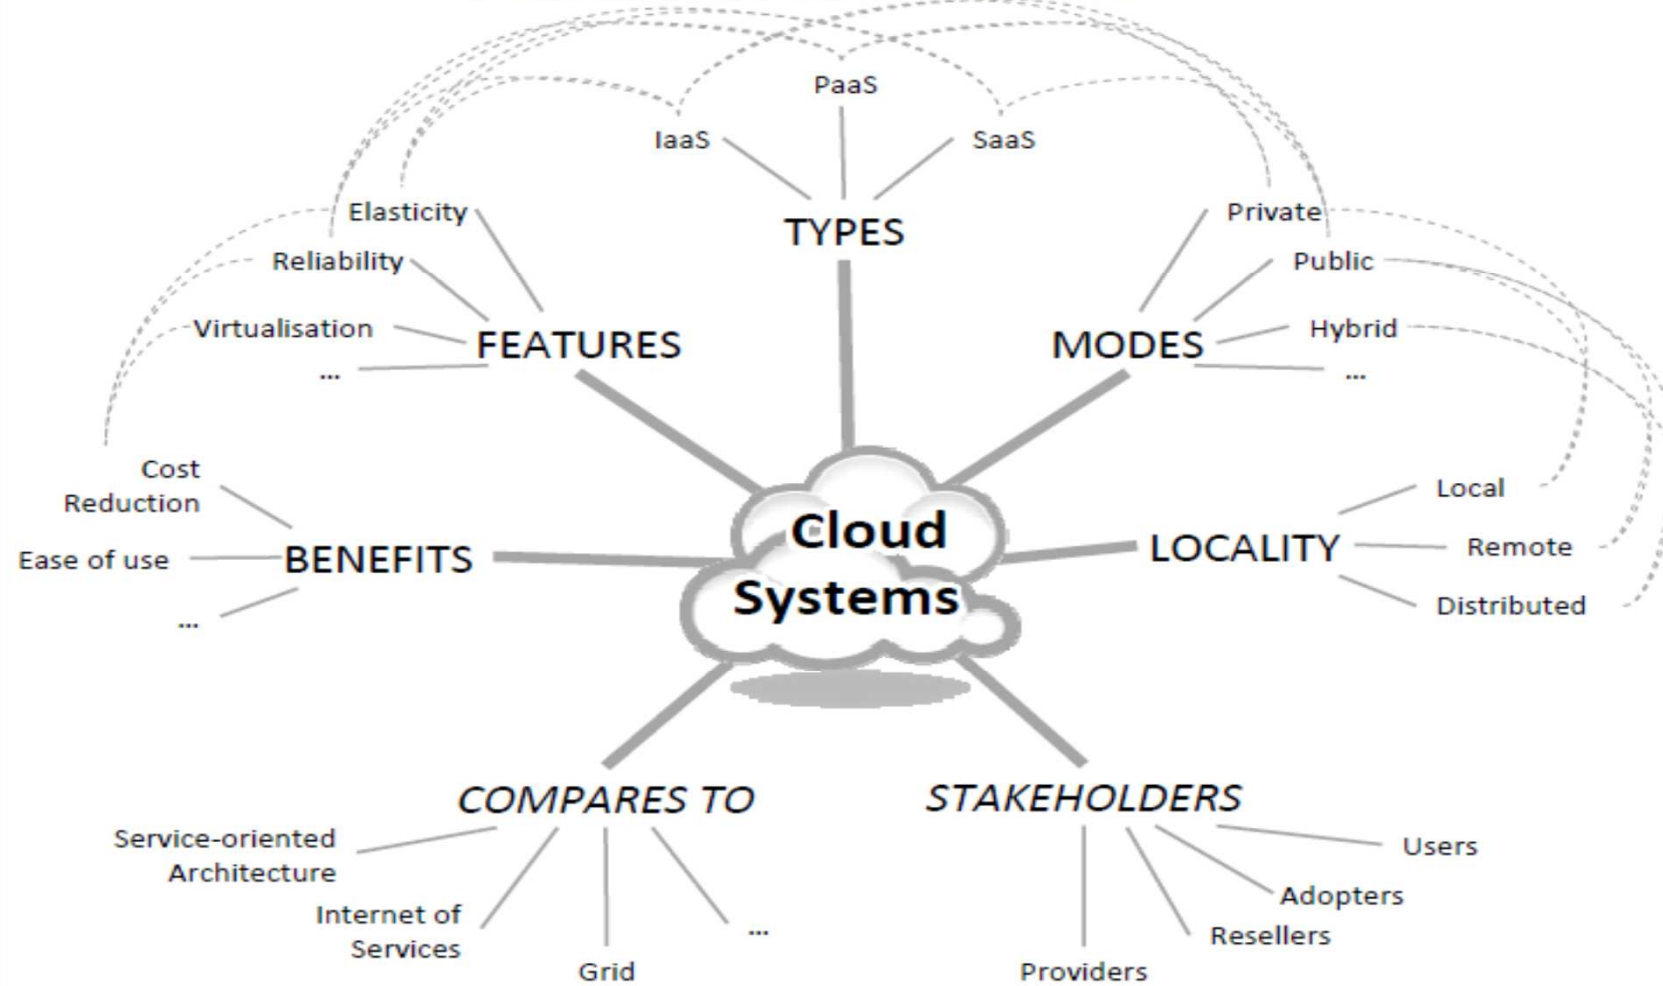 PaaS
IaaS
SaaS
TYPES
Elasticity
Reliability
Virtualisation
...
FEATURES
Private
Public
Hybrid
...
MODES
Cost
Reduction
Ease of use
...
BENEFITS
Cloud
Systems
LOCALITY
Local
Remote
Distributed
COMPARES TO
Service-oriented
Architecture
Internet of
Services
Grid
...
STAKEHOLDERS
Users
Adopters
Resellers
Providers